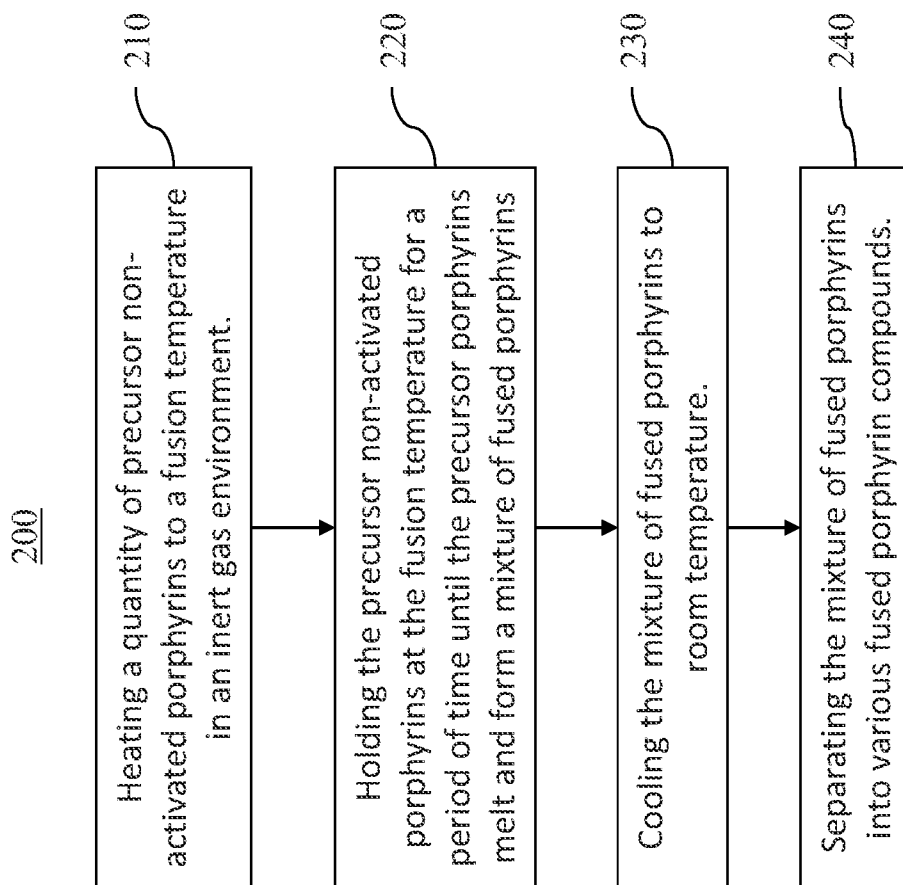 200
Heating a quantity of precursor non-
activated porphyrins to a fusion temperature
in an inert gas environment.
210
Holding the precursor non-activated
porphyrins at the fusion temperature for a
period of time until the precursor porphyrins
melt and form a mixture of fused porphyrins
220
Cooling the mixture of fused porphyrins to
room temperature.
230
Separating the mixture of fused porphyrins
into various fused porphyrin compounds.
240